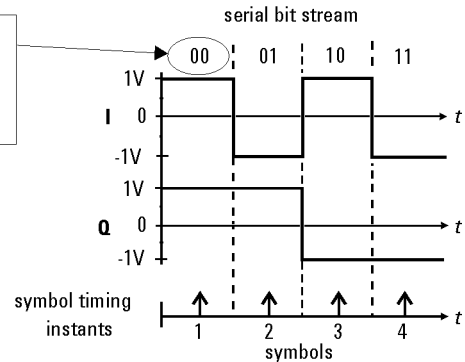 serial bit stream
00 01 10 11
1V
I 0 t
-1V
1V
Q 0 t
-1V
symbol timing
instants
t
1 2 3 4
symbols